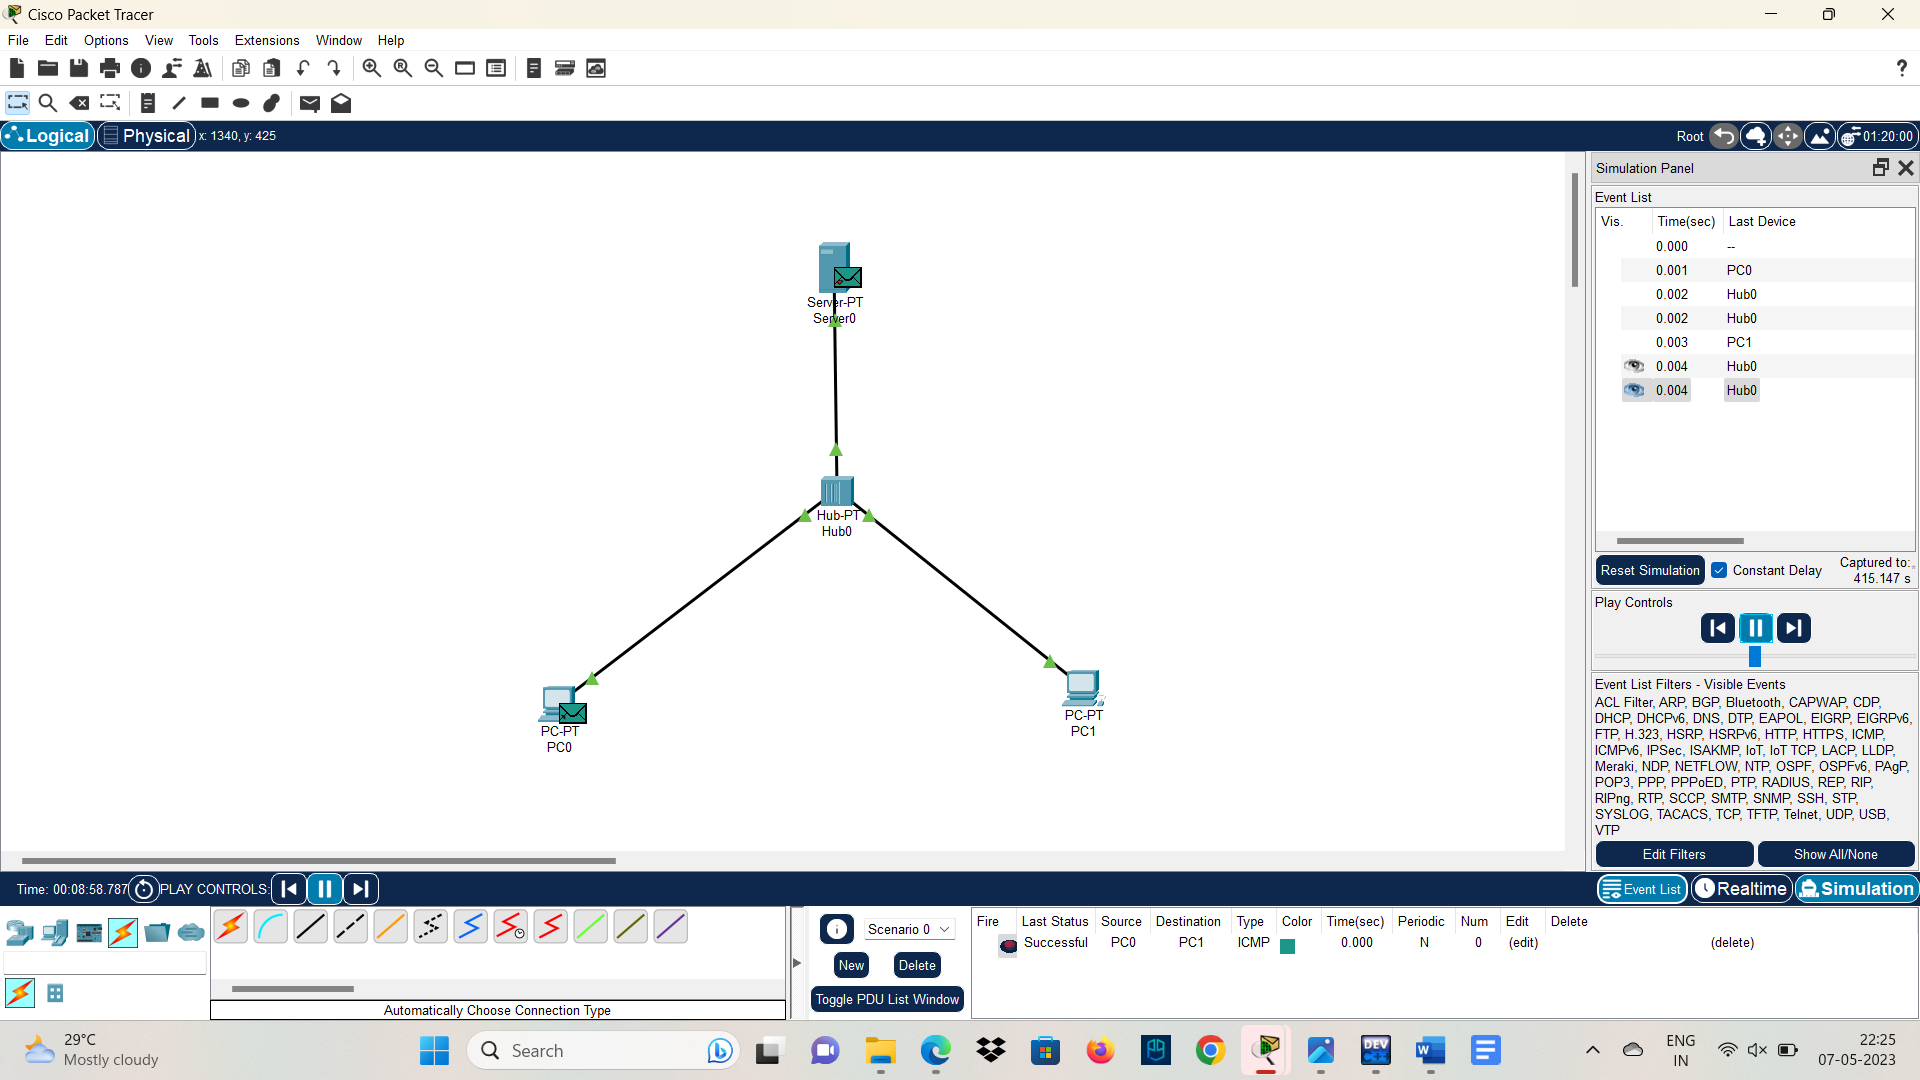 Cisco Packet Tracer
File Edit Options View Tools Extensions Window Help
Logical Physical x: 1340, y: 425 Root 01:20:00
Server-PT
Server0
Hub-PT
Hub0
PC-PT
PC0
PC-PT
PC1
Simulation Panel
Event List
Vis. Time(sec) Last Device
0.000 --
0.001 PC0
0.002 Hub0
0.002 Hub0
0.003 PC1
0.004 Hub0
0.004 Hub0
Reset Simulation Constant Delay Captured to:
415.147 s
Play Controls
Event List Filters - Visible Events
ACL Filter, ARP, BGP, Bluetooth, CAPWAP, CDP,
DHCP, DHCPv6, DNS, DTP, EAPOL, EIGRP, EIGRPv6,
FTP, H.323, HSRP, HSRPv6, HTTP, HTTPS, ICMP,
ICMPv6, IPSec, ISAKMP, IoT, IoT TCP, LACP, LLDP,
Meraki, NDP, NETFLOW, NTP, OSPF, OSPFv6, PAgP,
POP3, PPP, PPPoED, PTP, RADIUS, REP, RIP,
RIPng, RTP, SCCP, SMTP, SNMP, SSH, STP,
SYSLOG, TACACS, TCP, TFTP, Telnet, UDP, USB,
VTP
Edit Filters Show All/None
Time: 00:08:58.787 PLAY CONTROLS: Event List Realtime Simulation
Automatically Choose Connection Type
Scenario 0
New Delete
Toggle PDU List Window
Fire Last Status Source Destination Type Color Time(sec) Periodic Num Edit Delete
Successful PC0 PC1 ICMP 0.000 N 0 (edit) (delete)
29°C
Mostly cloudy
Search
DEV
C++
W
ENG
IN
22:25
07-05-2023